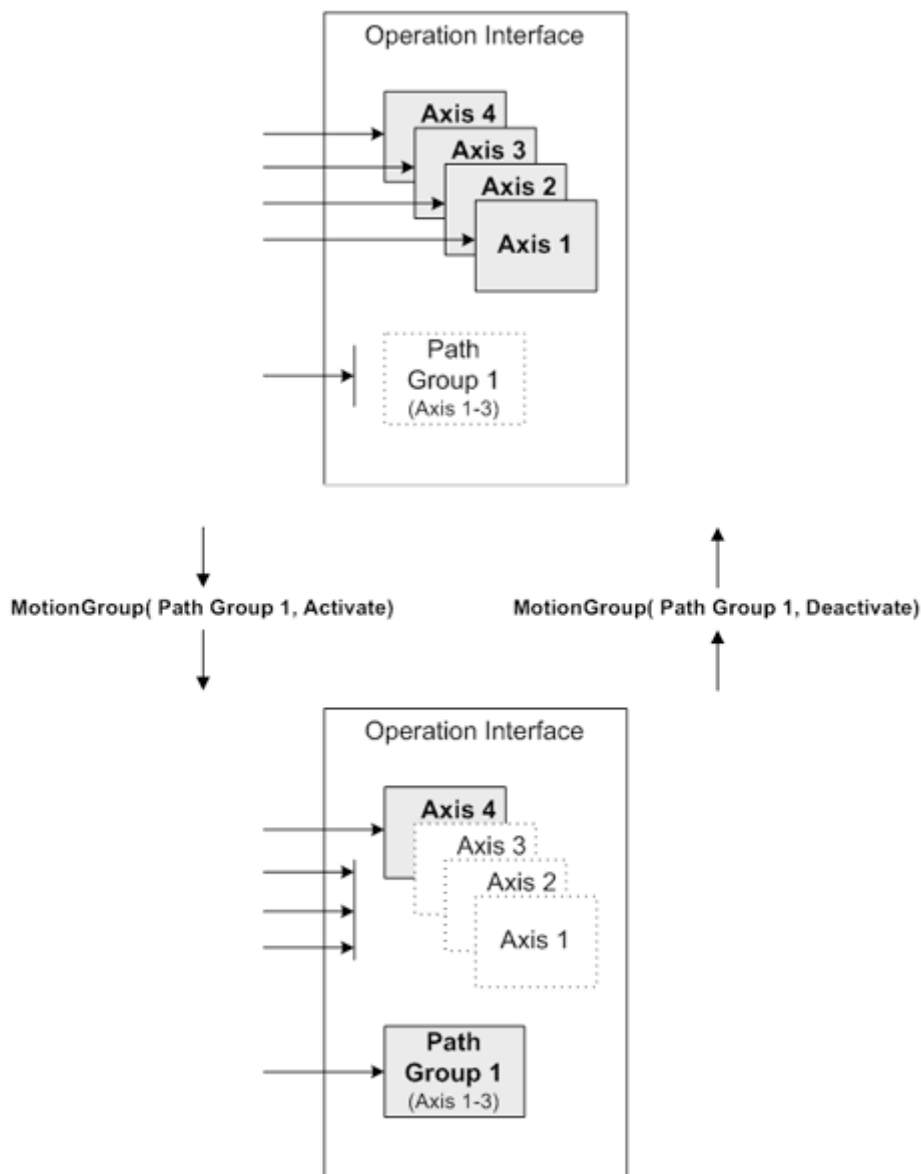 Operation Interface
Axis 4
Axis 3
Axis 2
Axis 1
Path
Group 1
(Axis 1-3)
MotionGroup( Path Group 1, Activate)
MotionGroup( Path Group 1, Deactivate)
Operation Interface
Axis 4
Axis 3
Axis 2
Axis 1
Path
Group 1
(Axis 1-3)